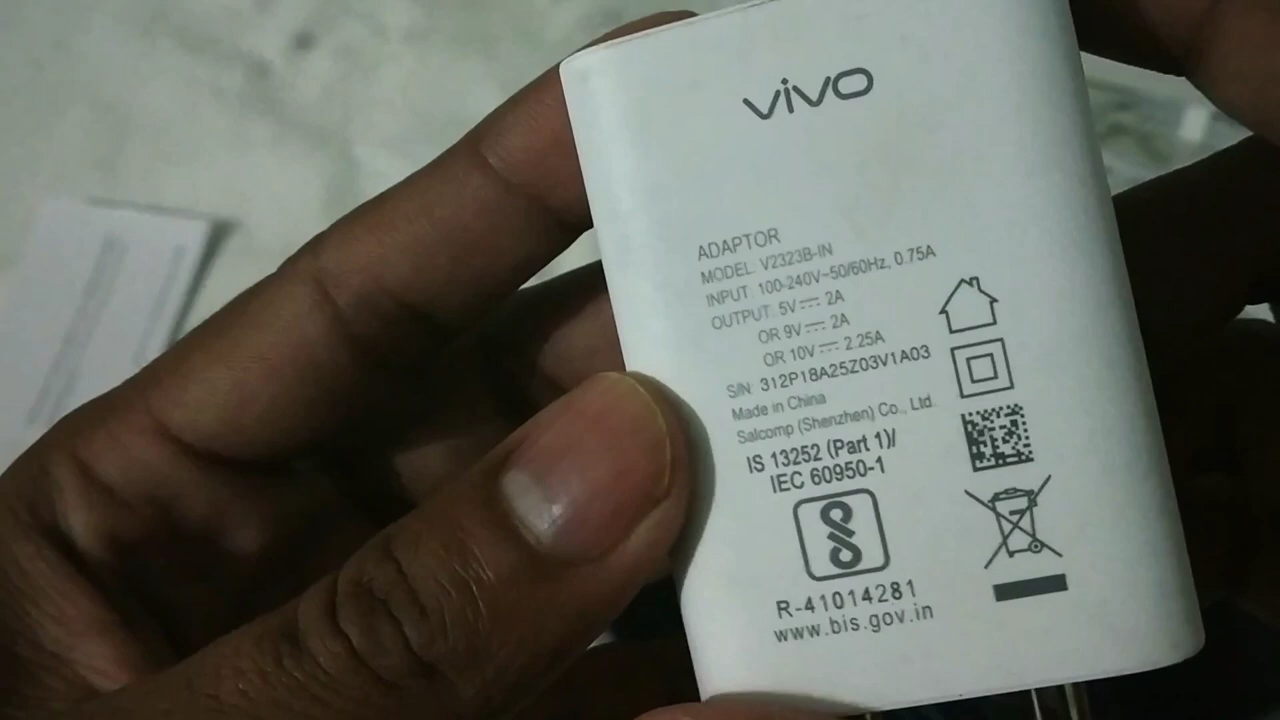 vivo
ADAPTOR
MODEL: V2323B-IN
INPUT: 100-240V~50/60Hz, 0.75A
OUTPUT: 5V⎓ 2A
OR 9V⎓ 2A
OR 10V⎓ 2.25A
S/N: 312P18A25Z03V1A03
Made in China
Salcomp (Shenzhen) Co., Ltd.
IS 13252 (Part 1)/
IEC 60950-1
R-41014281
www.bis.gov.in